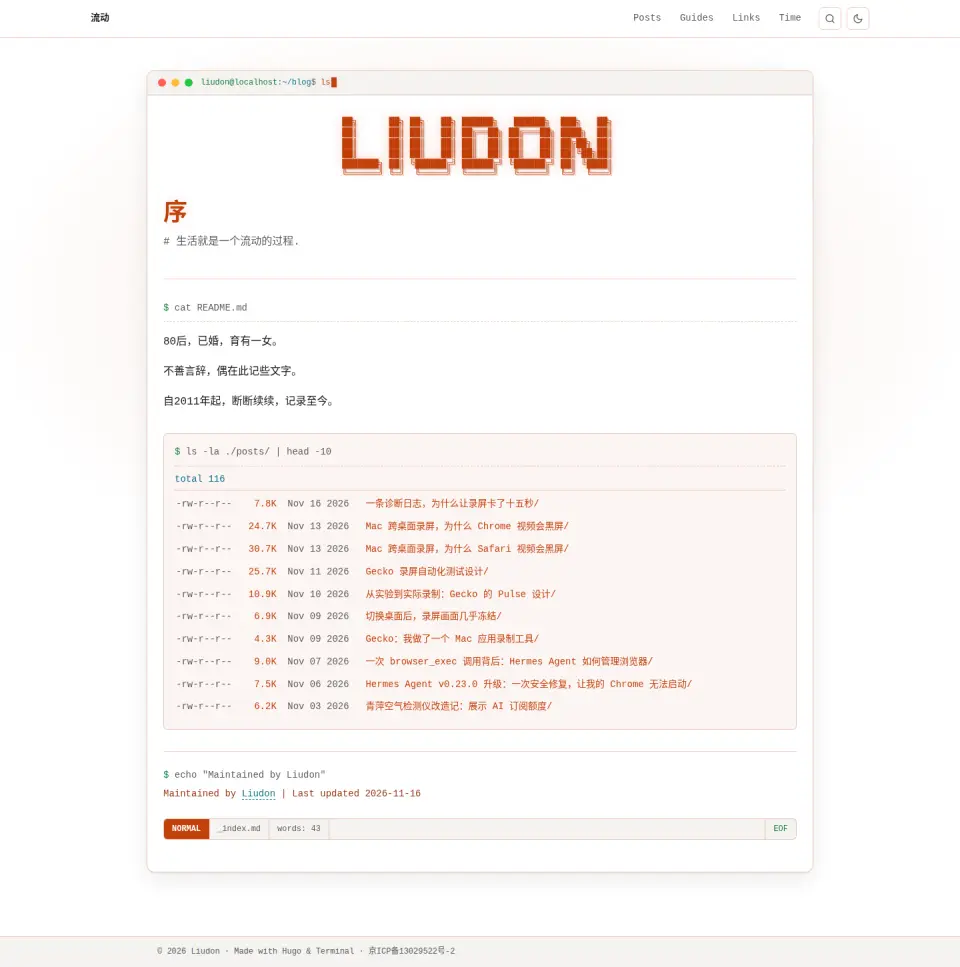 流动
Posts Guides Links Time
liudon@localhost:~/blog$ ls
LIUDON
序
# 生活就是一个流动的过程.
$ cat README.md
80后，已婚，育有一女。
不善言辞，偶在此记些文字。
自2011年起，断断续续，记录至今。
$ ls -la ./posts/ | head -10
total 116
-rw-r--r-- 7.8K Nov 16 2026 一条诊断日志，为什么让录屏卡了十五秒/
-rw-r--r-- 24.7K Nov 13 2026 Mac 跨桌面录屏，为什么 Chrome 视频会黑屏/
-rw-r--r-- 30.7K Nov 13 2026 Mac 跨桌面录屏，为什么 Safari 视频会黑屏/
-rw-r--r-- 25.7K Nov 11 2026 Gecko 录屏自动化测试设计/
-rw-r--r-- 10.9K Nov 10 2026 从实验到实际录制：Gecko 的 Pulse 设计/
-rw-r--r-- 6.9K Nov 09 2026 切换桌面后，录屏画面几乎冻结/
-rw-r--r-- 4.3K Nov 09 2026 Gecko：我做了一个 Mac 应用录制工具/
-rw-r--r-- 9.0K Nov 07 2026 一次 browser_exec 调用背后：Hermes Agent 如何管理浏览器/
-rw-r--r-- 7.5K Nov 06 2026 Hermes Agent v0.23.0 升级：一次安全修复，让我的 Chrome 无法启动/
-rw-r--r-- 6.2K Nov 03 2026 青萍空气检测仪改造记：展示 AI 订阅额度/
$ echo "Maintained by Liudon"
Maintained by Liudon | Last updated 2026-11-16
NORMAL _index.md words: 43 EOF
© 2026 Liudon · Made with Hugo & Terminal · 京ICP备13029522号-2